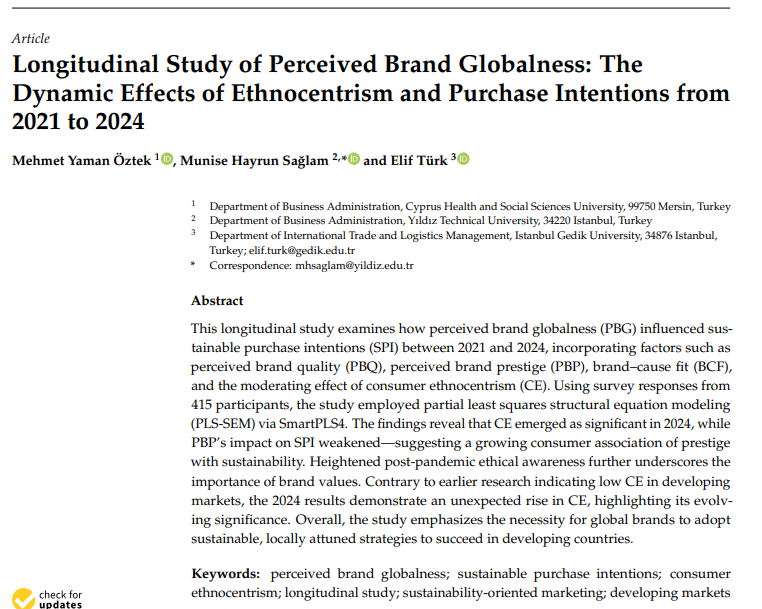 Article
Longitudinal Study of Perceived Brand Globalness: The
Dynamic Effects of Ethnocentrism and Purchase Intentions from
2021 to 2024
Mehmet Yaman Öztek 1 iD, Munise Hayrun Sağlam 2,* iD and Elif Türk 3 iD
1 Department of Business Administration, Cyprus Health and Social Sciences University, 99750 Mersin, Turkey
2 Department of Business Administration, Yıldız Technical University, 34220 Istanbul, Turkey
3 Department of International Trade and Logistics Management, Istanbul Gedik University, 34876 Istanbul,
Turkey; elif.turk@gedik.edu.tr
* Correspondence: mhsaglam@yildiz.edu.tr
Abstract
This longitudinal study examines how perceived brand globalness (PBG) influenced sus-
tainable purchase intentions (SPI) between 2021 and 2024, incorporating factors such as
perceived brand quality (PBQ), perceived brand prestige (PBP), brand–cause fit (BCF),
and the moderating effect of consumer ethnocentrism (CE). Using survey responses from
415 participants, the study employed partial least squares structural equation modeling
(PLS-SEM) via SmartPLS4. The findings reveal that CE emerged as significant in 2024, while
PBP's impact on SPI weakened—suggesting a growing consumer association of prestige
with sustainability. Heightened post-pandemic ethical awareness further underscores the
importance of brand values. Contrary to earlier research indicating low CE in developing
markets, the 2024 results demonstrate an unexpected rise in CE, highlighting its evolv-
ing significance. Overall, the study emphasizes the necessity for global brands to adopt
sustainable, locally attuned strategies to succeed in developing countries.
Keywords: perceived brand globalness; sustainable purchase intentions; consumer
ethnocentrism; longitudinal study; sustainability-oriented marketing; developing markets
check for
updates